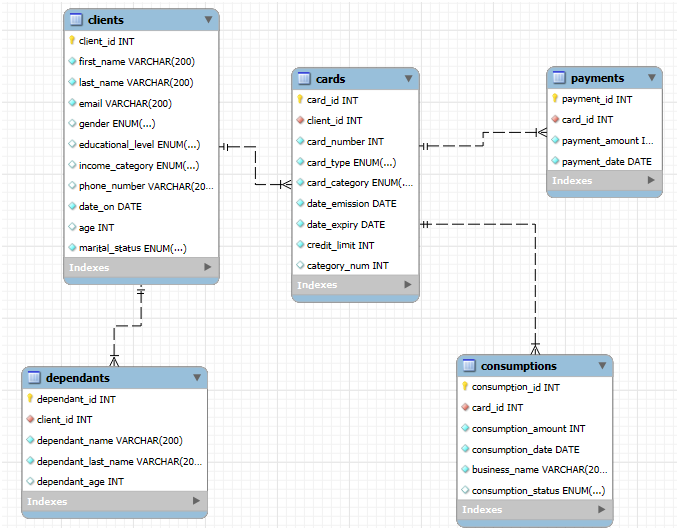 clients
client_id INT
first_name VARCHAR(200)
last_name VARCHAR(200)
email VARCHAR(200)
gender ENUM(...)
educational_level ENUM(...)
income_category ENUM(...)
phone_number VARCHAR(20...
date_on DATE
age INT
marital_status ENUM(...)
Indexes
cards
card_id INT
client_id INT
card_number INT
card_type ENUM(...)
card_category ENUM(...
date_emission DATE
date_expiry DATE
credit_limit INT
category_num INT
Indexes
payments
payment_id INT
card_id INT
payment_amount I...
payment_date DATE
Indexes
dependants
dependant_id INT
client_id INT
dependant_name VARCHAR(200)
dependant_last_name VARCHAR(20...
dependant_age INT
Indexes
consumptions
consumption_id INT
card_id INT
consumption_amount INT
consumption_date DATE
business_name VARCHAR(20...
consumption_status ENUM(...)
Indexes